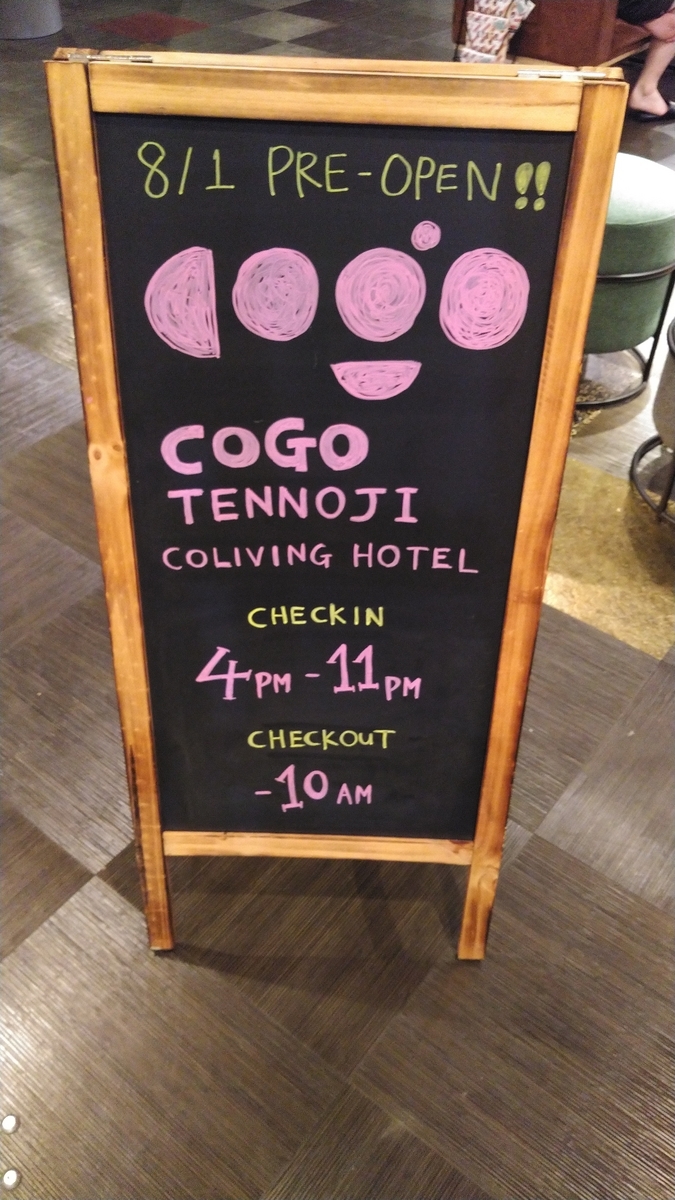 8/1 PRE-OPEN!!
COGO
TENNOJI
COLIVING HOTEL
CHECKIN
4PM-11PM
CHECKOUT
-10AM